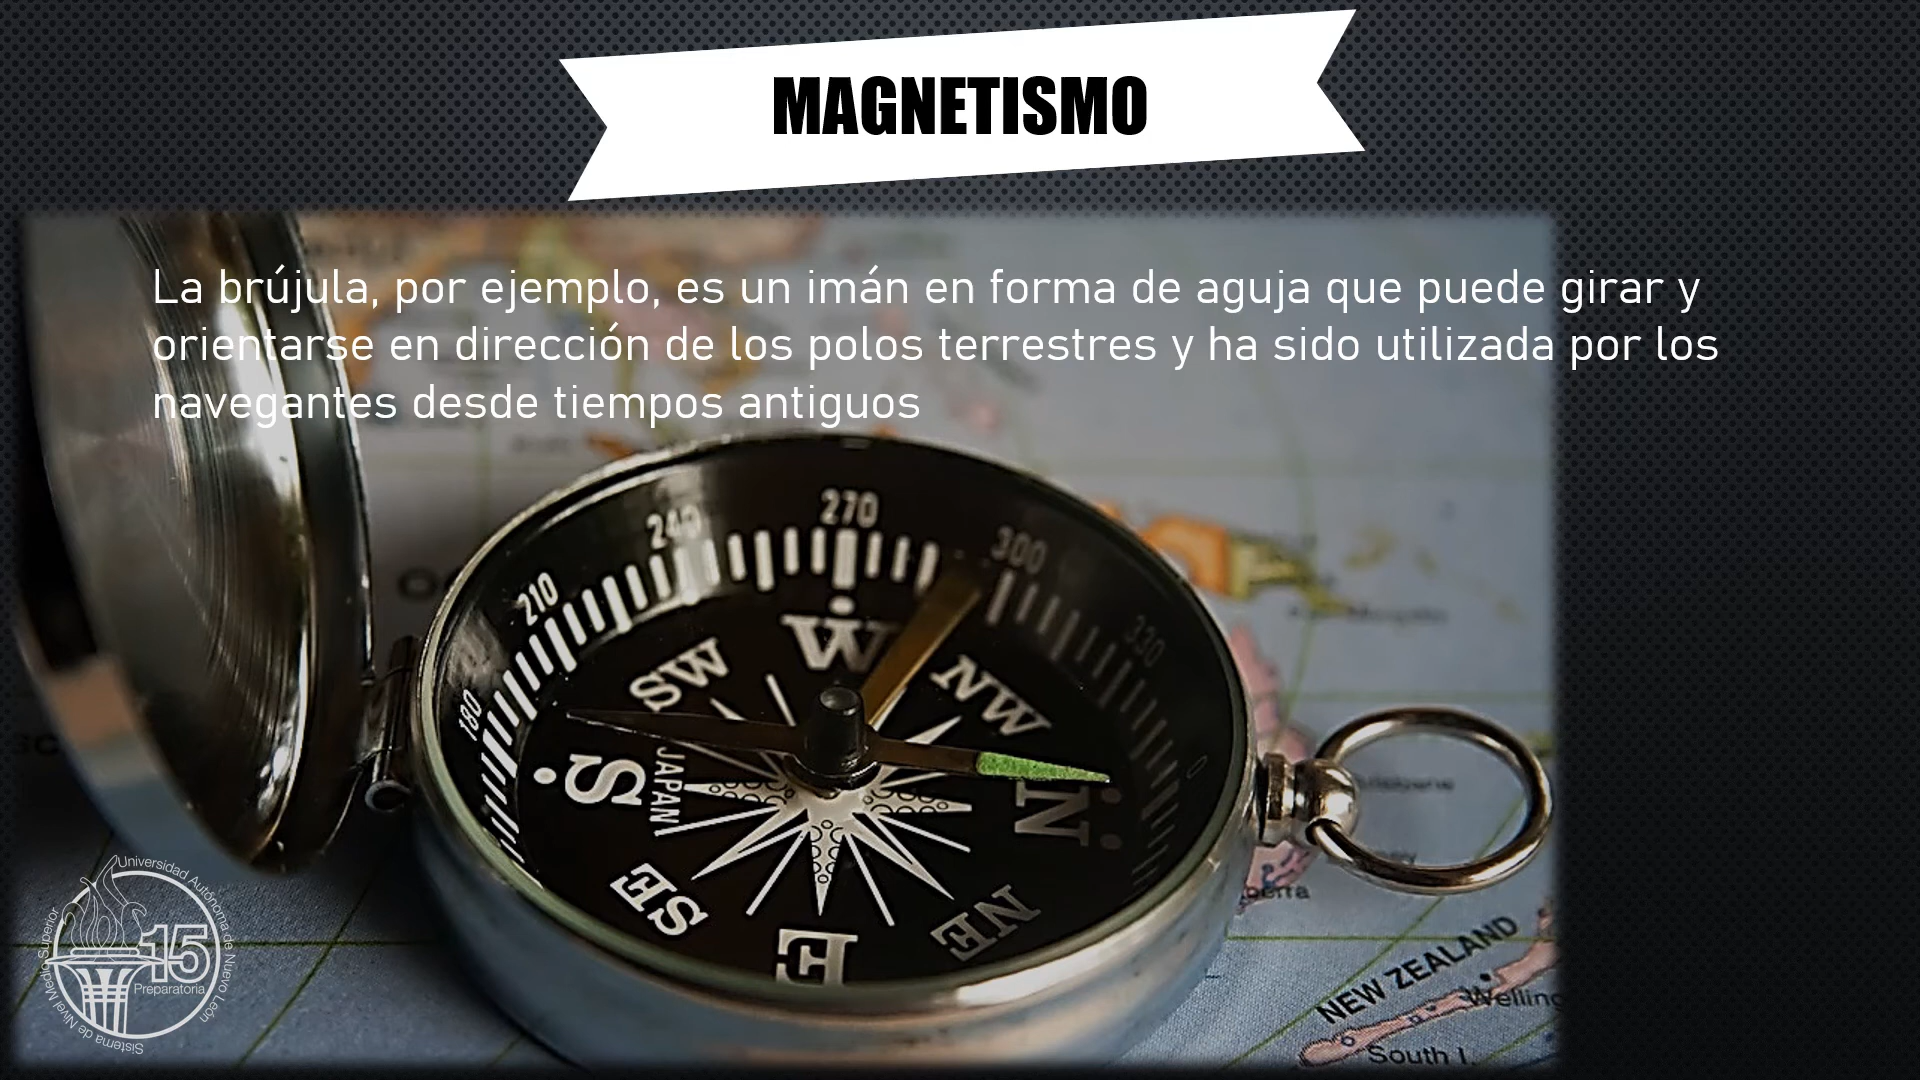 MAGNETISMO
La brújula, por ejemplo, es un imán en forma de aguja que puede girar y
orientarse en dirección de los polos terrestres y ha sido utilizada por los
navegantes desde tiempos antiguos
270
240
300
210
330
180
0
W
SW
NW
S
JAPAN
N
SE
NE
E
NEW ZEALAND
South I.
Universidad Autónoma de Nuevo León
15
Preparatoria
Sistema de Nivel Medio Superior